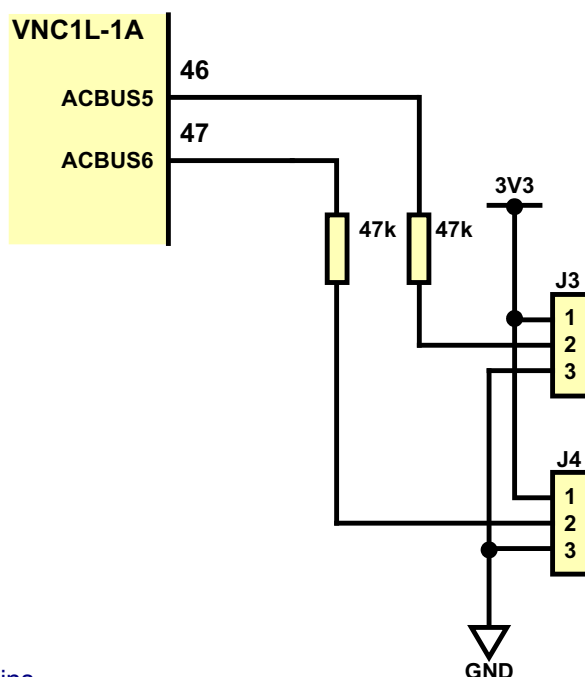 VNC1L-1A
46
ACBUS5
47
ACBUS6
3V3
47k 47k
J3
1
2
3
J4
1
2
3
GND